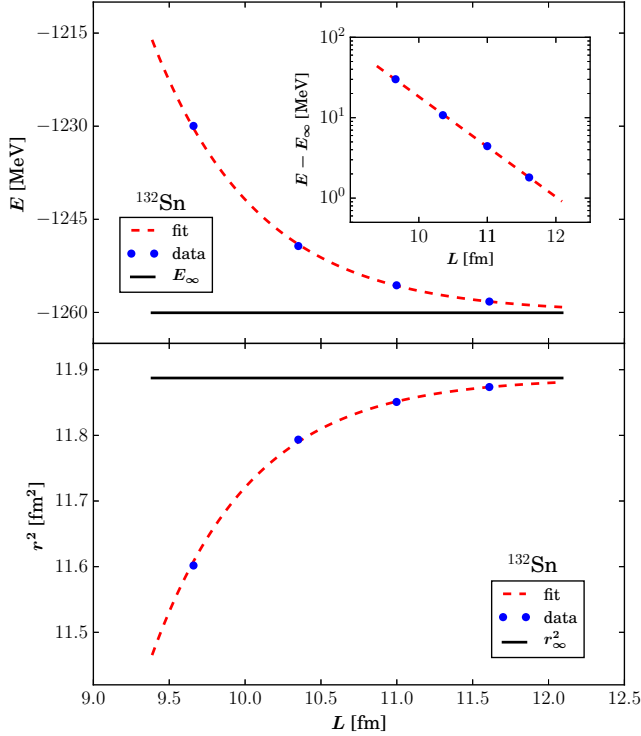 −1215
−1230
−1245
−1260
E [MeV]
¹³²Sn
fit
data
E∞
10²
10¹
10⁰
E − E∞ [MeV]
10
11
12
L [fm]
11.9
11.8
11.7
11.6
11.5
r² [fm²]
¹³²Sn
fit
data
r²∞
9.0
9.5
10.0
10.5
11.0
11.5
12.0
12.5
L [fm]